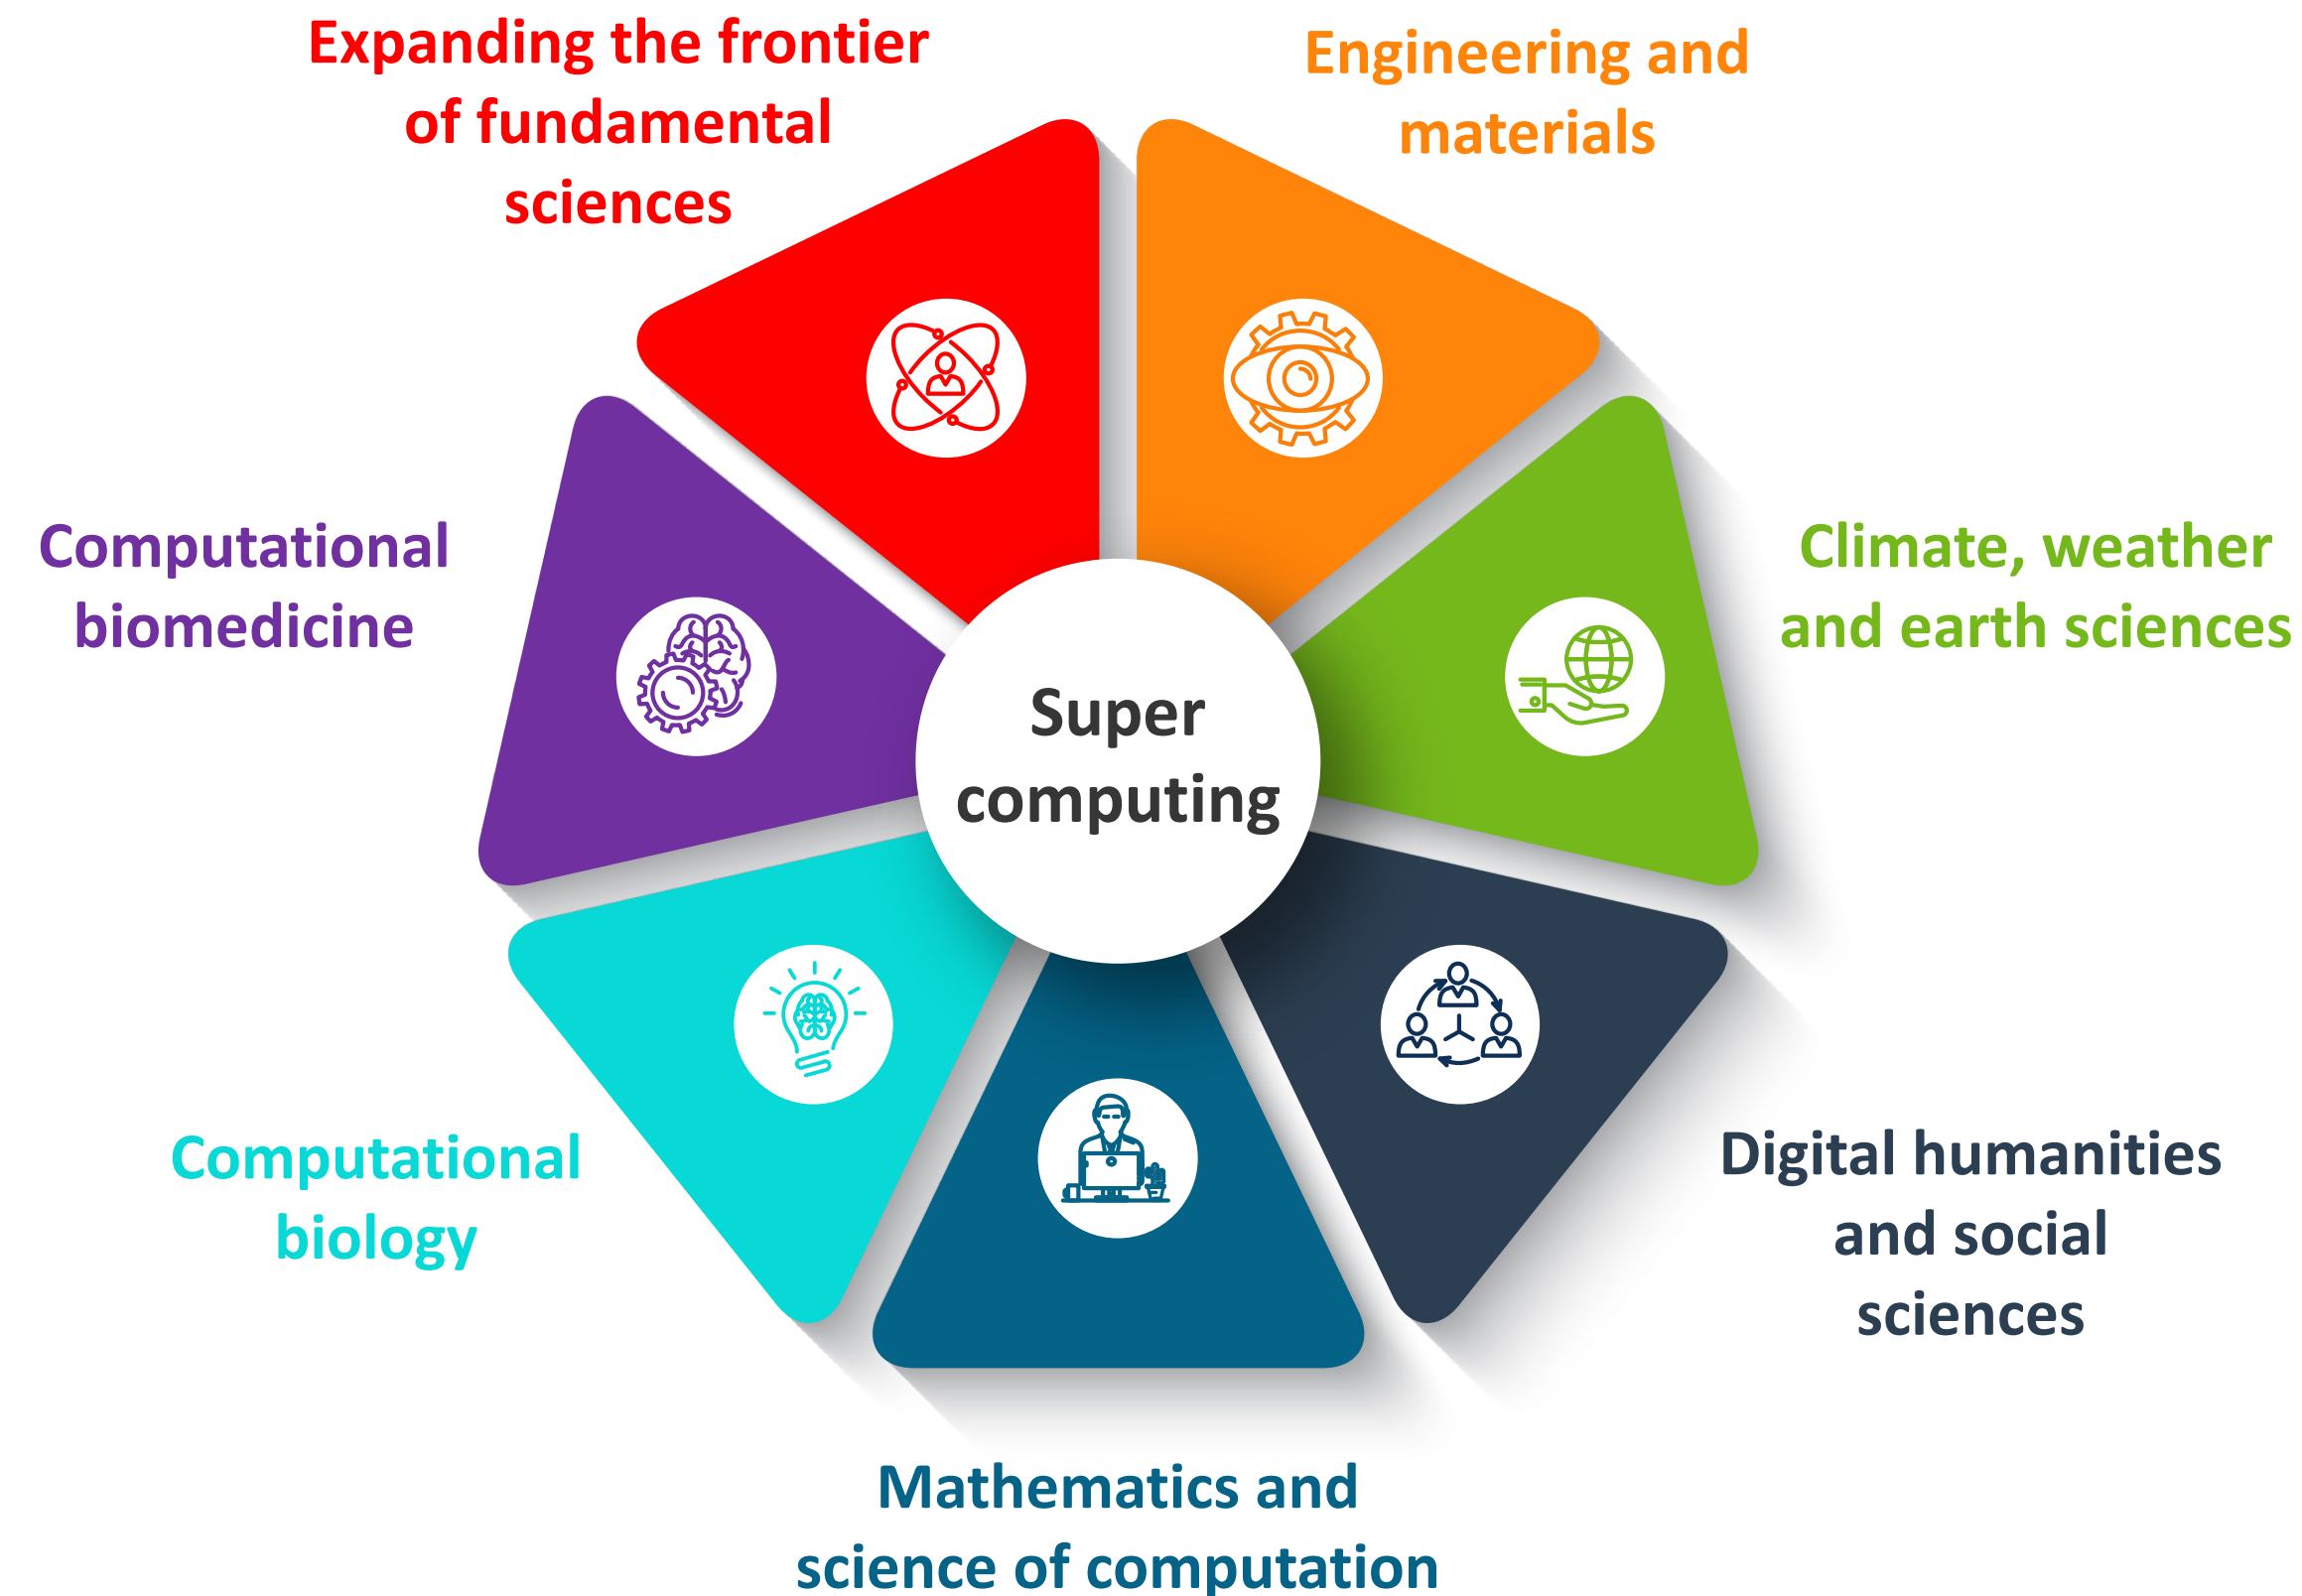 Expanding the frontier
of fundamental
sciences
Engineering and
materials
Climate, weather
and earth sciences
Digital humanities
and social
sciences
Mathematics and
science of computation
Computational
biology
Computational
biomedicine
Super
computing